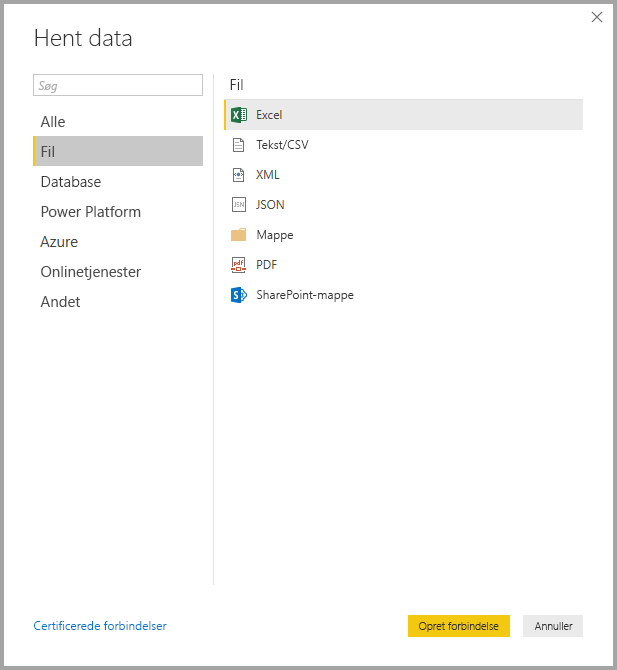 Hent data
Søg
Alle
Fil
Database
Power Platform
Azure
Onlinetjenester
Andet
Fil
Excel
Tekst/CSV
XML
JSON
Mappe
PDF
SharePoint-mappe
Certificerede forbindelser
Opret forbindelse
Annuller